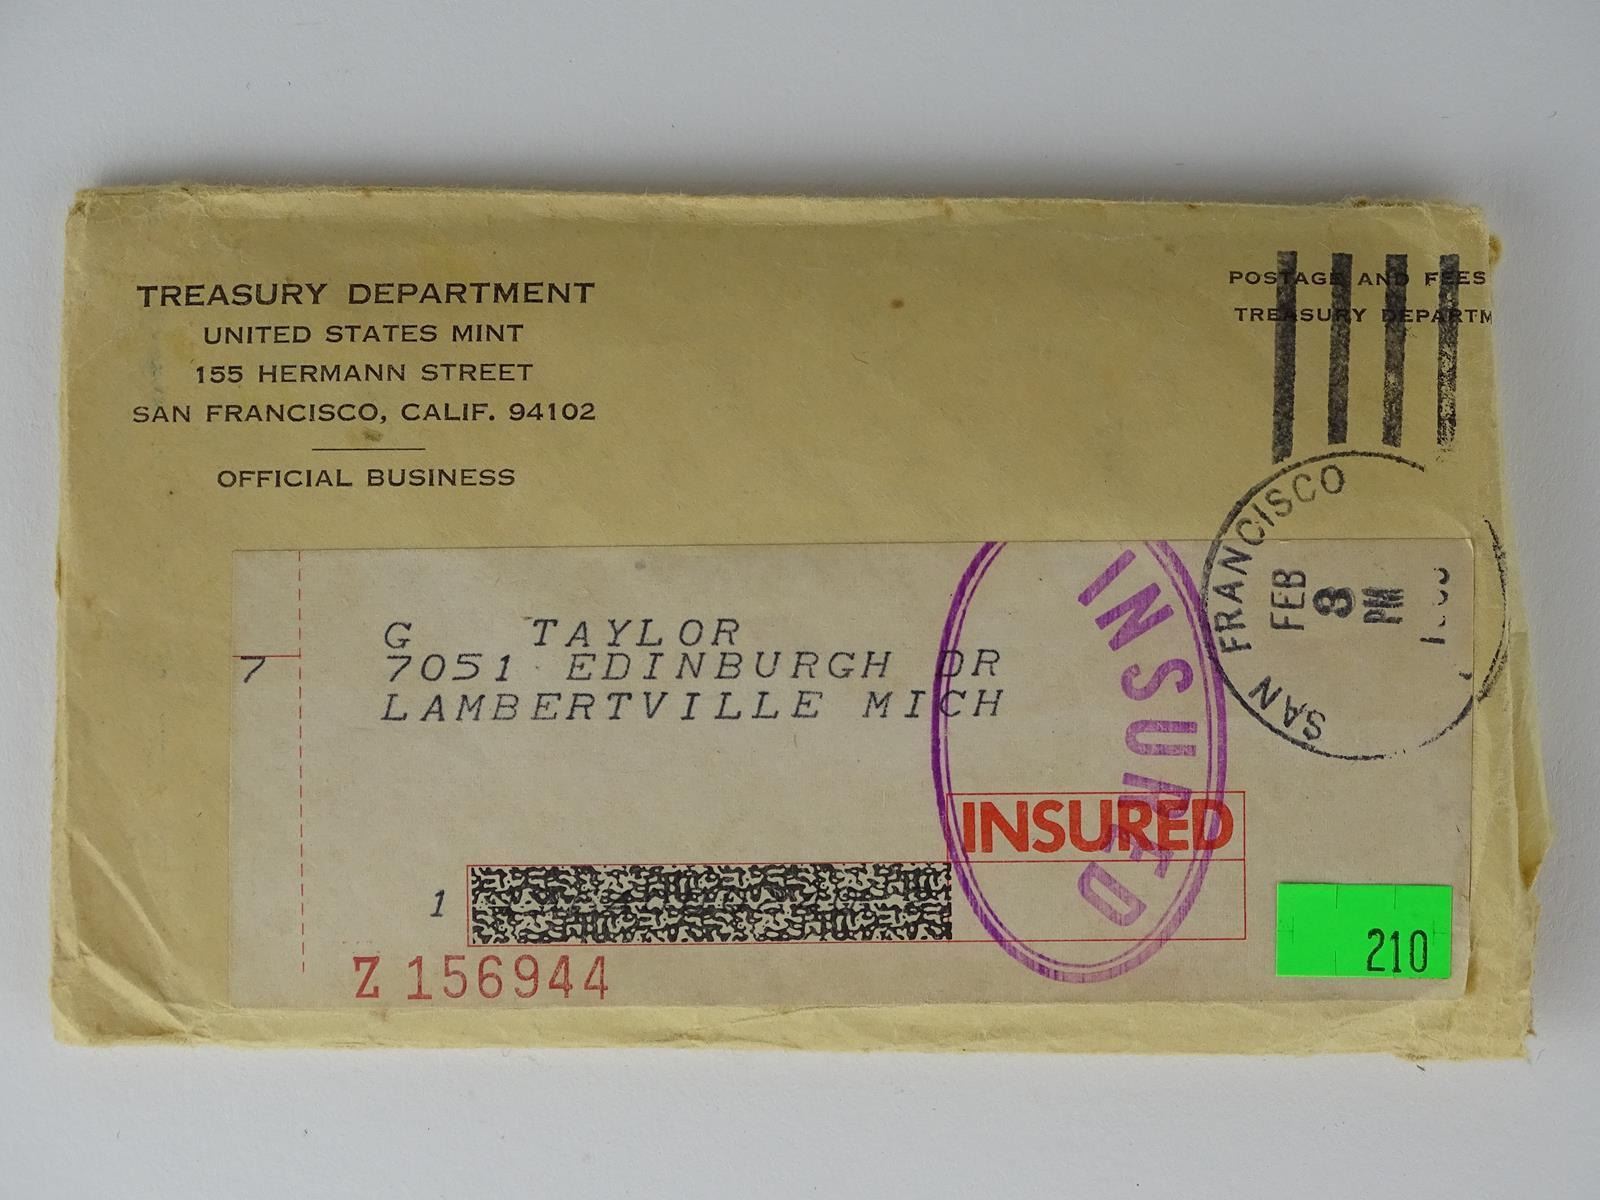 TREASURY DEPARTMENT
UNITED STATES MINT
155 HERMANN STREET
SAN FRANCISCO, CALIF. 94102
OFFICIAL BUSINESS
POSTAGE AND FEES
TREASURY DEPARTM
SAN FRANCISCO
FEB
8
PM
G TAYLOR
7 7051 EDINBURGH DR
LAMBERTVILLE MICH
INSURED
INSURED
1
Z 156944
210